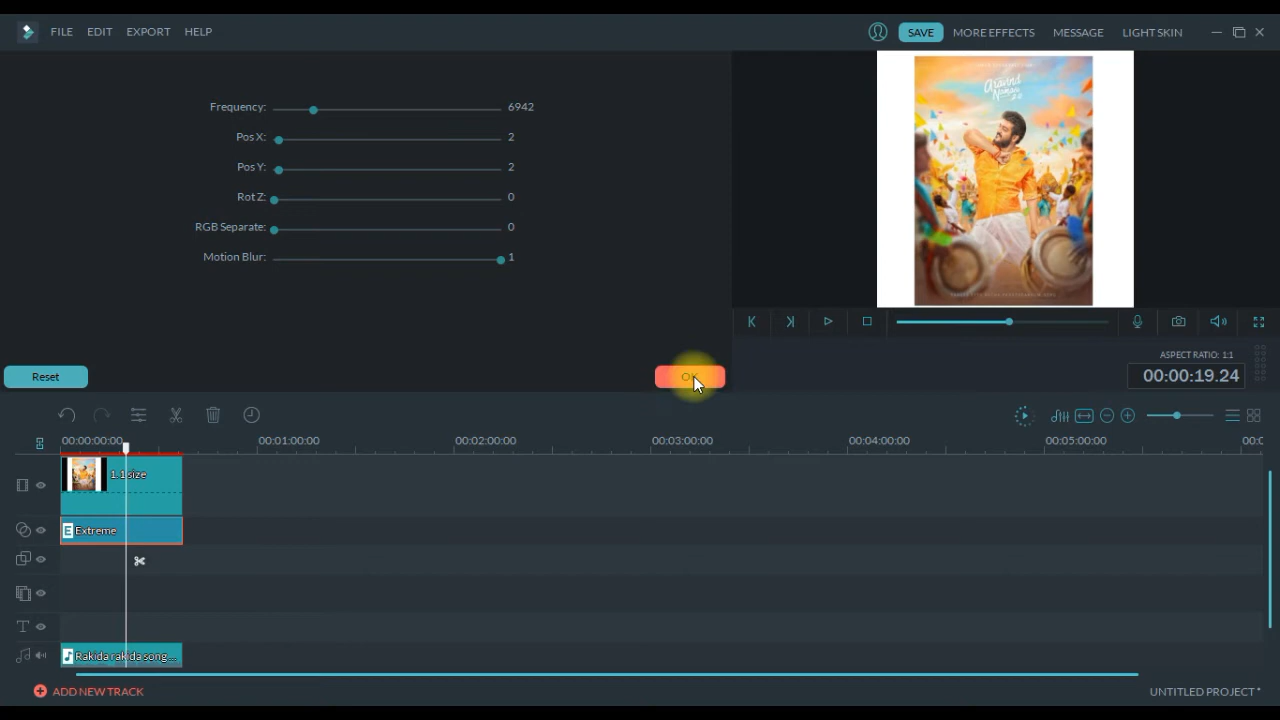 FILE EDIT EXPORT HELP
SAVE MORE EFFECTS MESSAGE LIGHT SKIN
Frequency: 6942
Pos X: 2
Pos Y: 2
Rot Z: 0
RGB Separate: 0
Motion Blur: 1
Reset
ASPECT RATIO: 1:1
00:00:19.24
00:00:00:00 00:01:00:00 00:02:00:00 00:03:00:00 00:04:00:00 00:05:00:00
1.1 size
E Extreme
T
Rakida rakida song ...
ADD NEW TRACK
UNTITLED PROJECT *